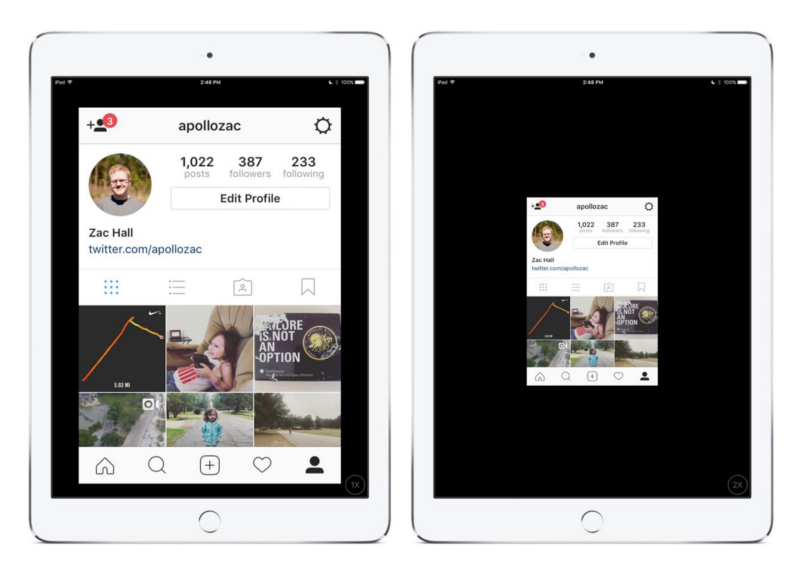 iPad
2:48 PM
100%
3
apollozac
1,022
387
233
posts
followers
following
Edit Profile
Zac Hall
twitter.com/apollozac
5.03 MI
FAILURE
IS NOT
AN
OPTION
1X
iPad
2:48 PM
100%
3
apollozac
1,022
387
233
posts
followers
following
Edit Profile
Zac Hall
twitter.com/apollozac
IS NOT
AN
OPTION
2X